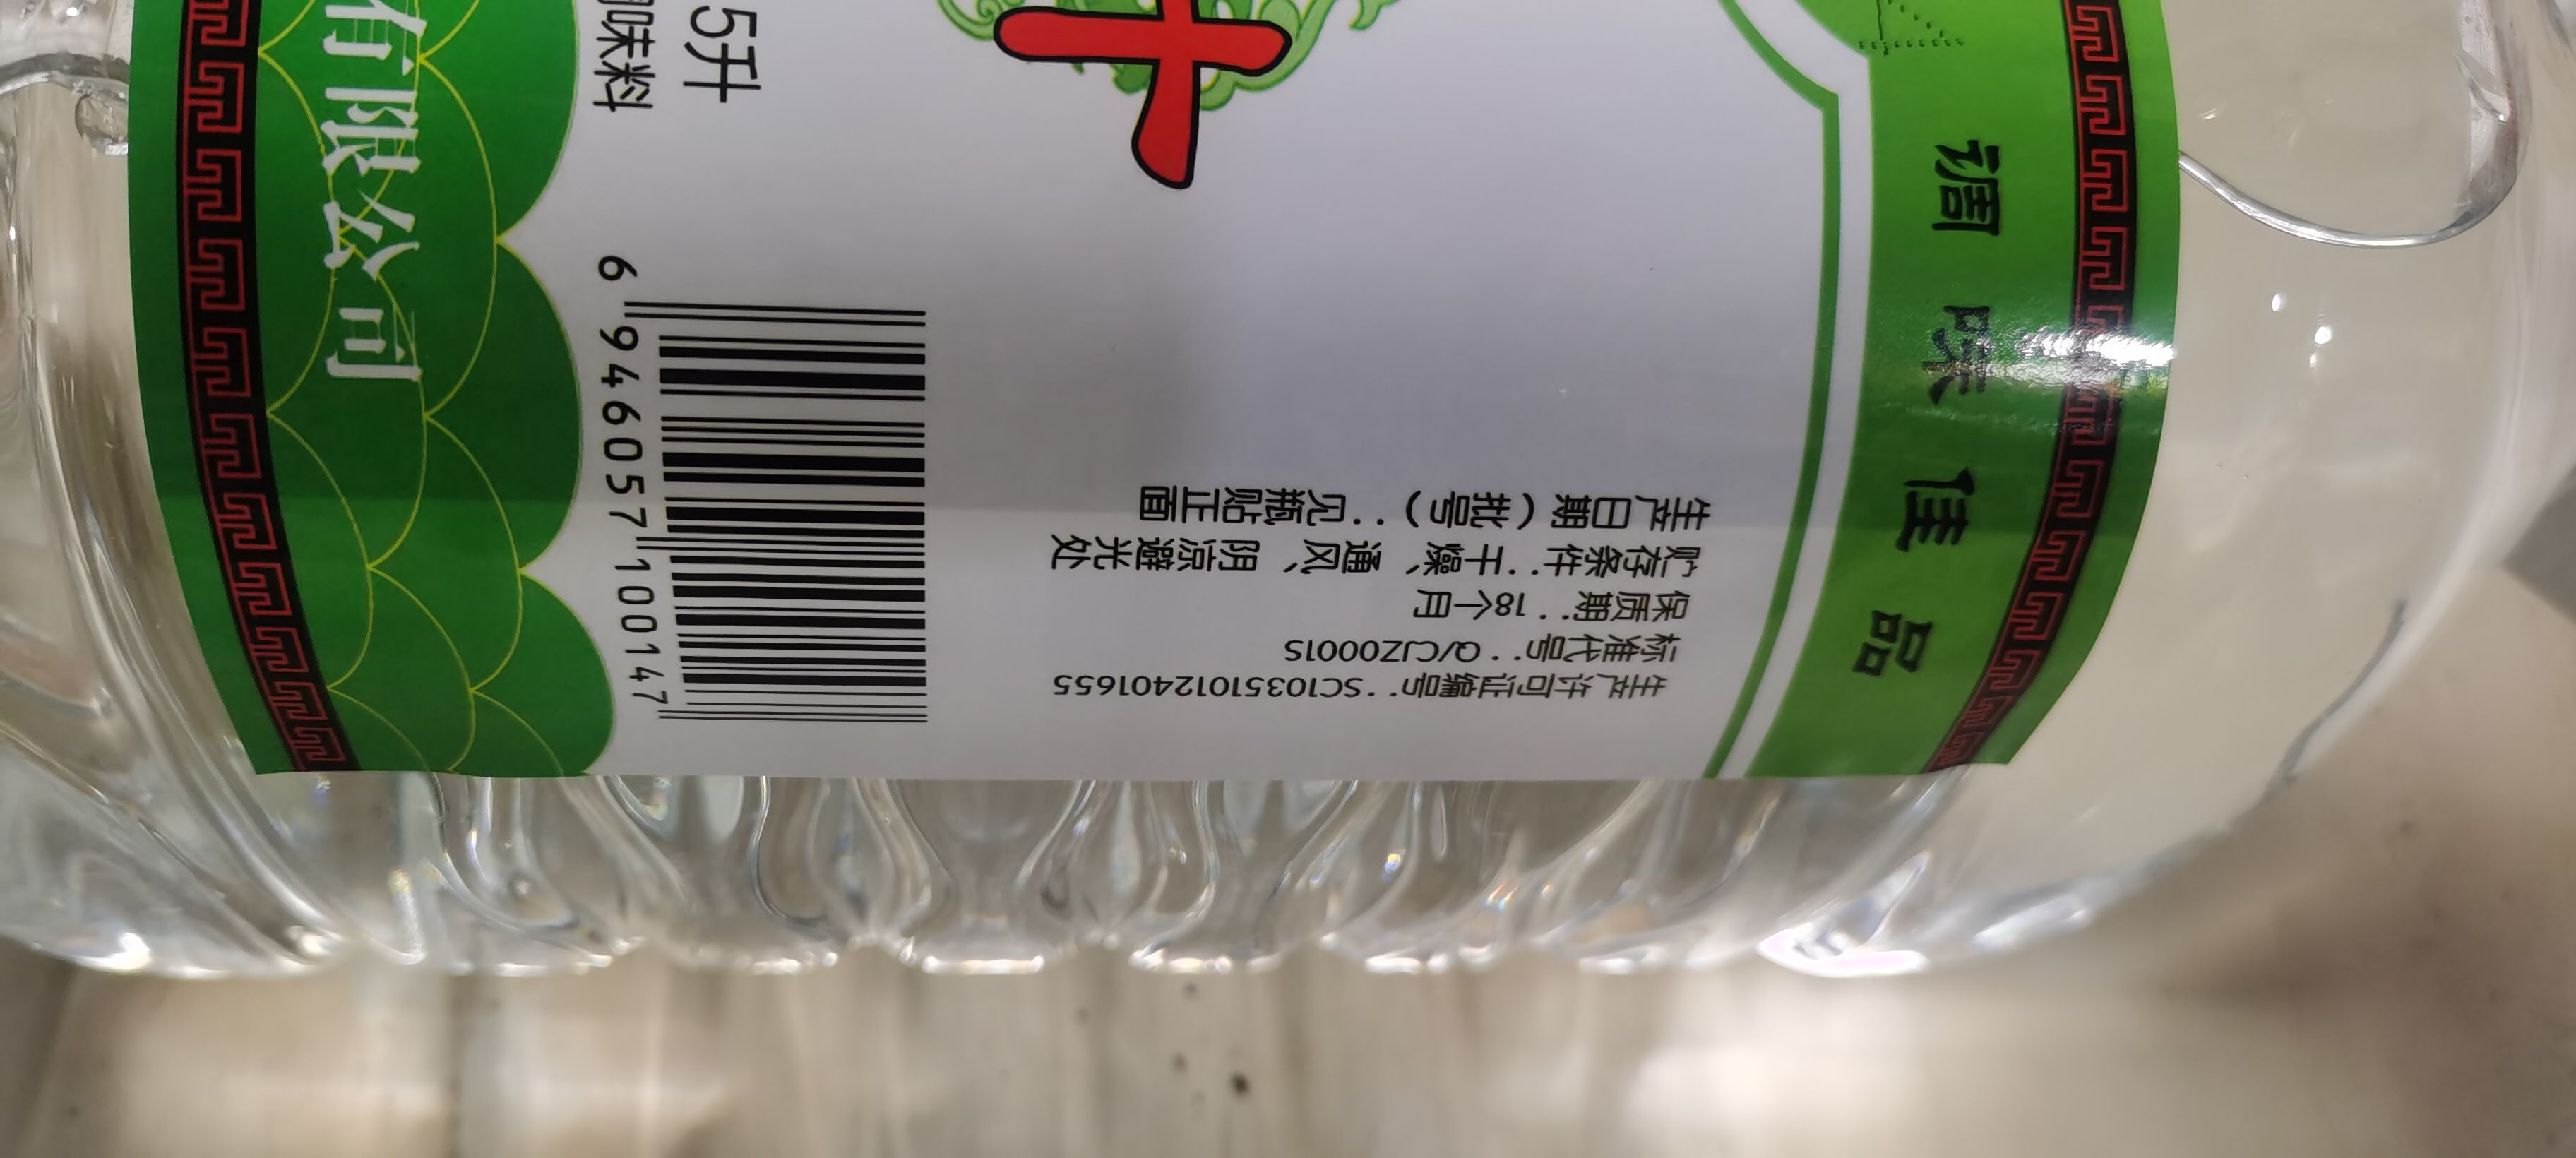 调味佳品
5升
味料
有限公司
6 946057 100147
生产许可证编号:SC10351012401655
标准代号:Q/CJZ0001S
保质期:18个月
贮存条件:干燥、通风、阴凉避光处
生产日期(批号):见瓶贴正面